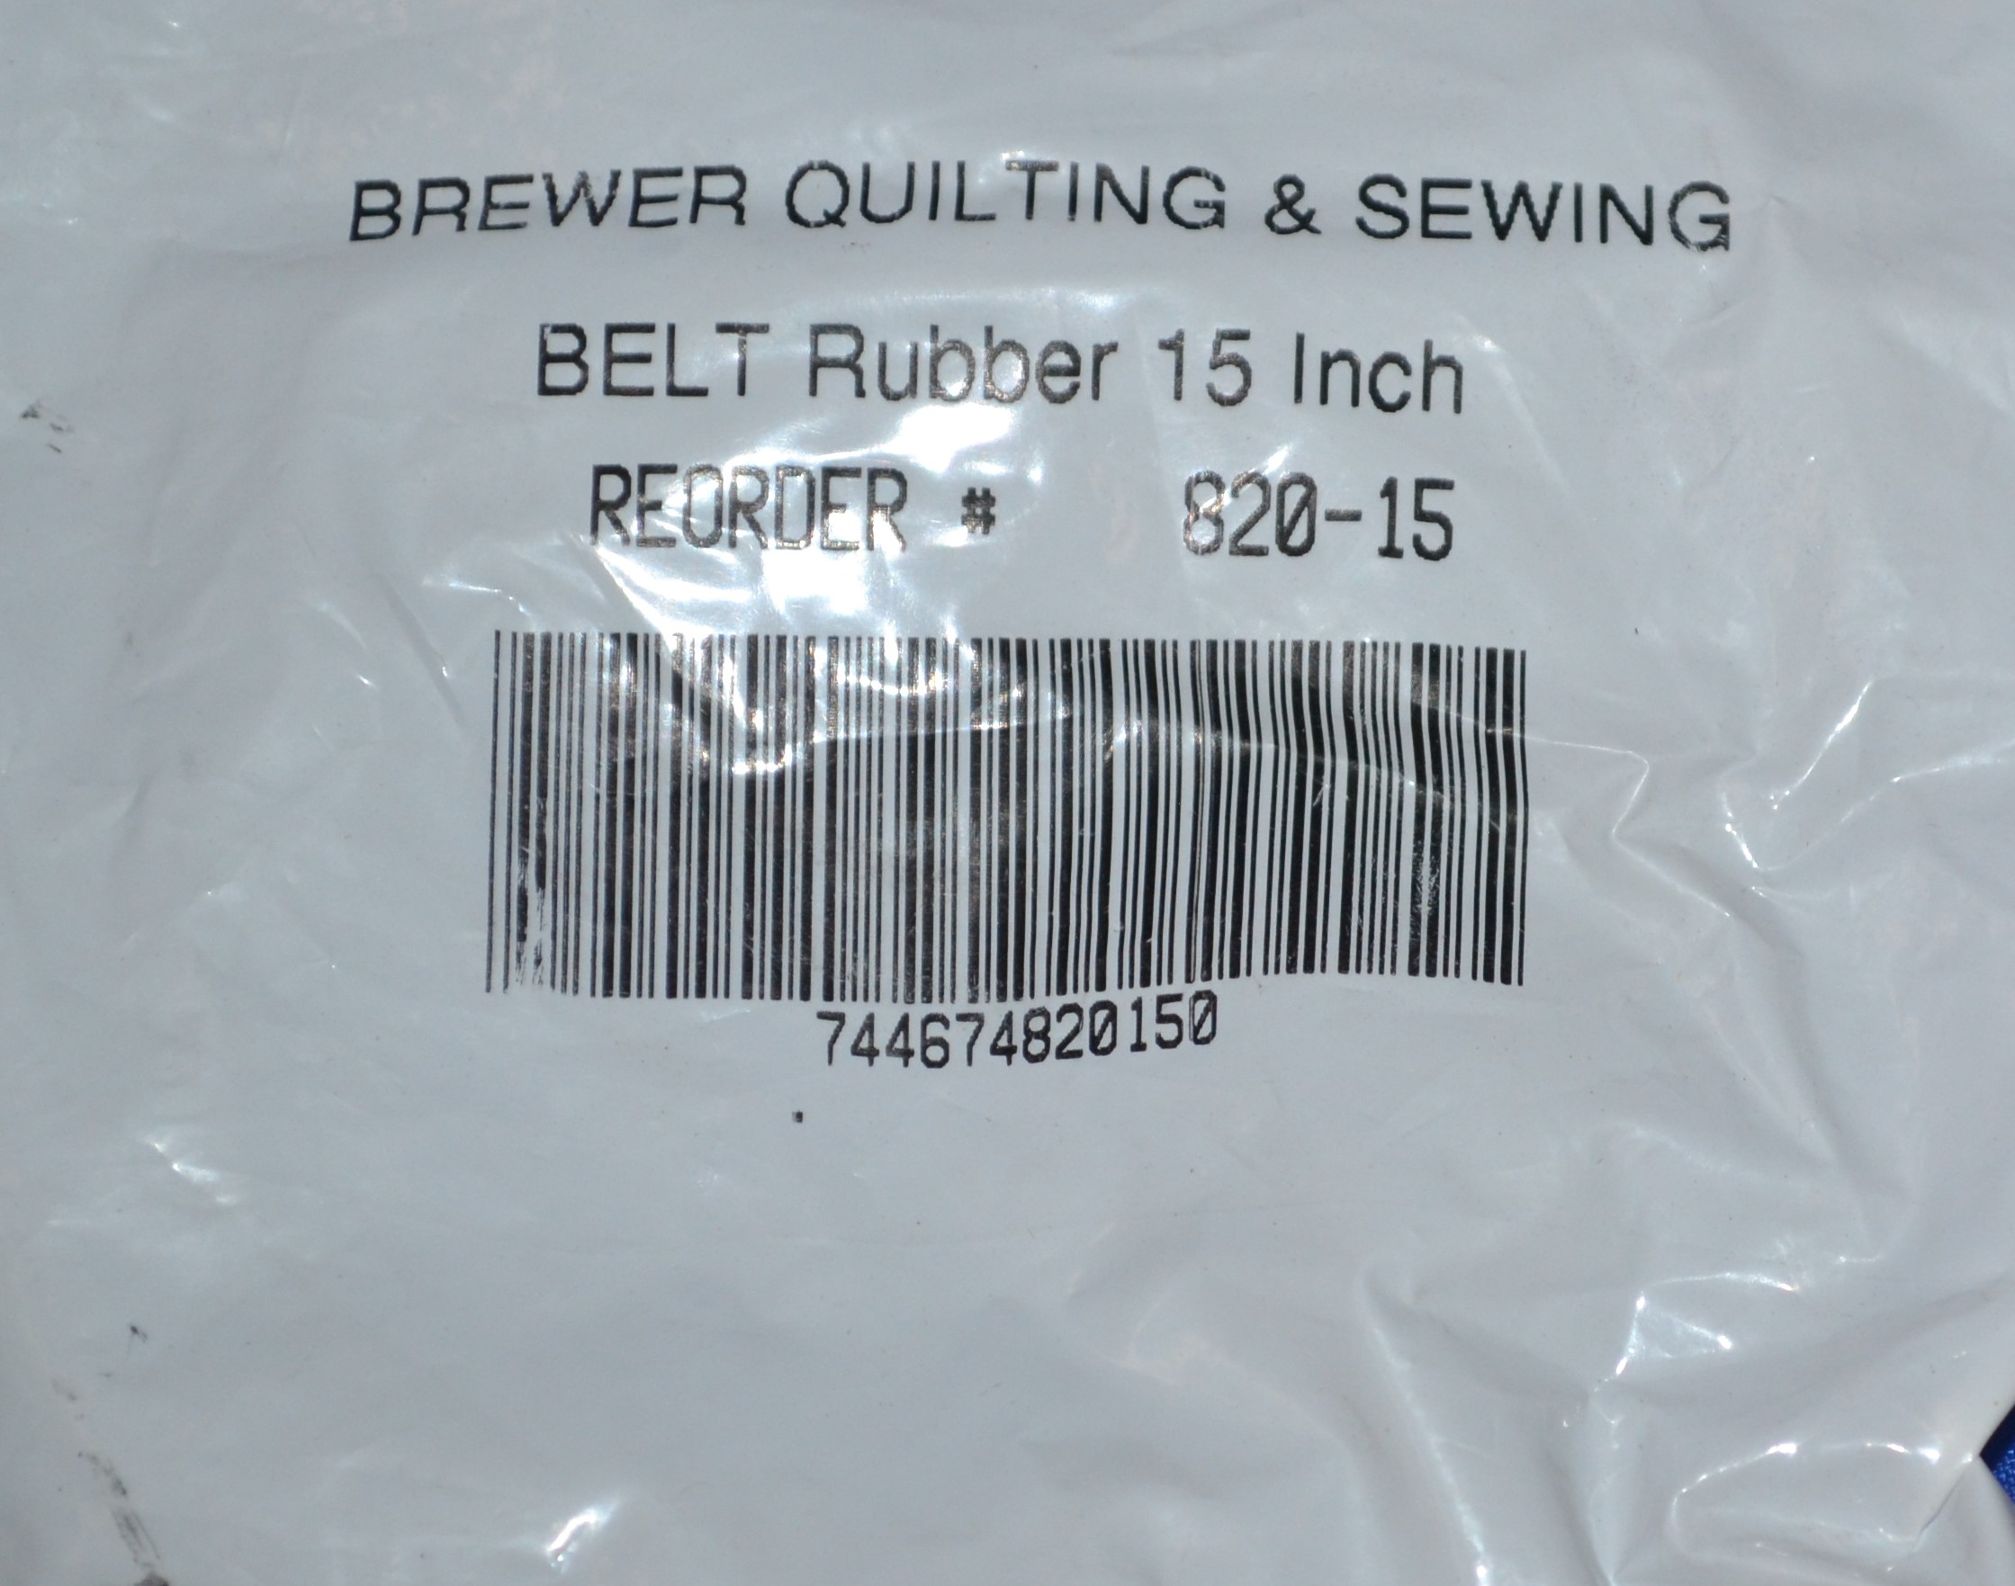 BREWER QUILTING & SEWING
BELT Rubber 15 Inch
REORDER # 820-15
744674820150